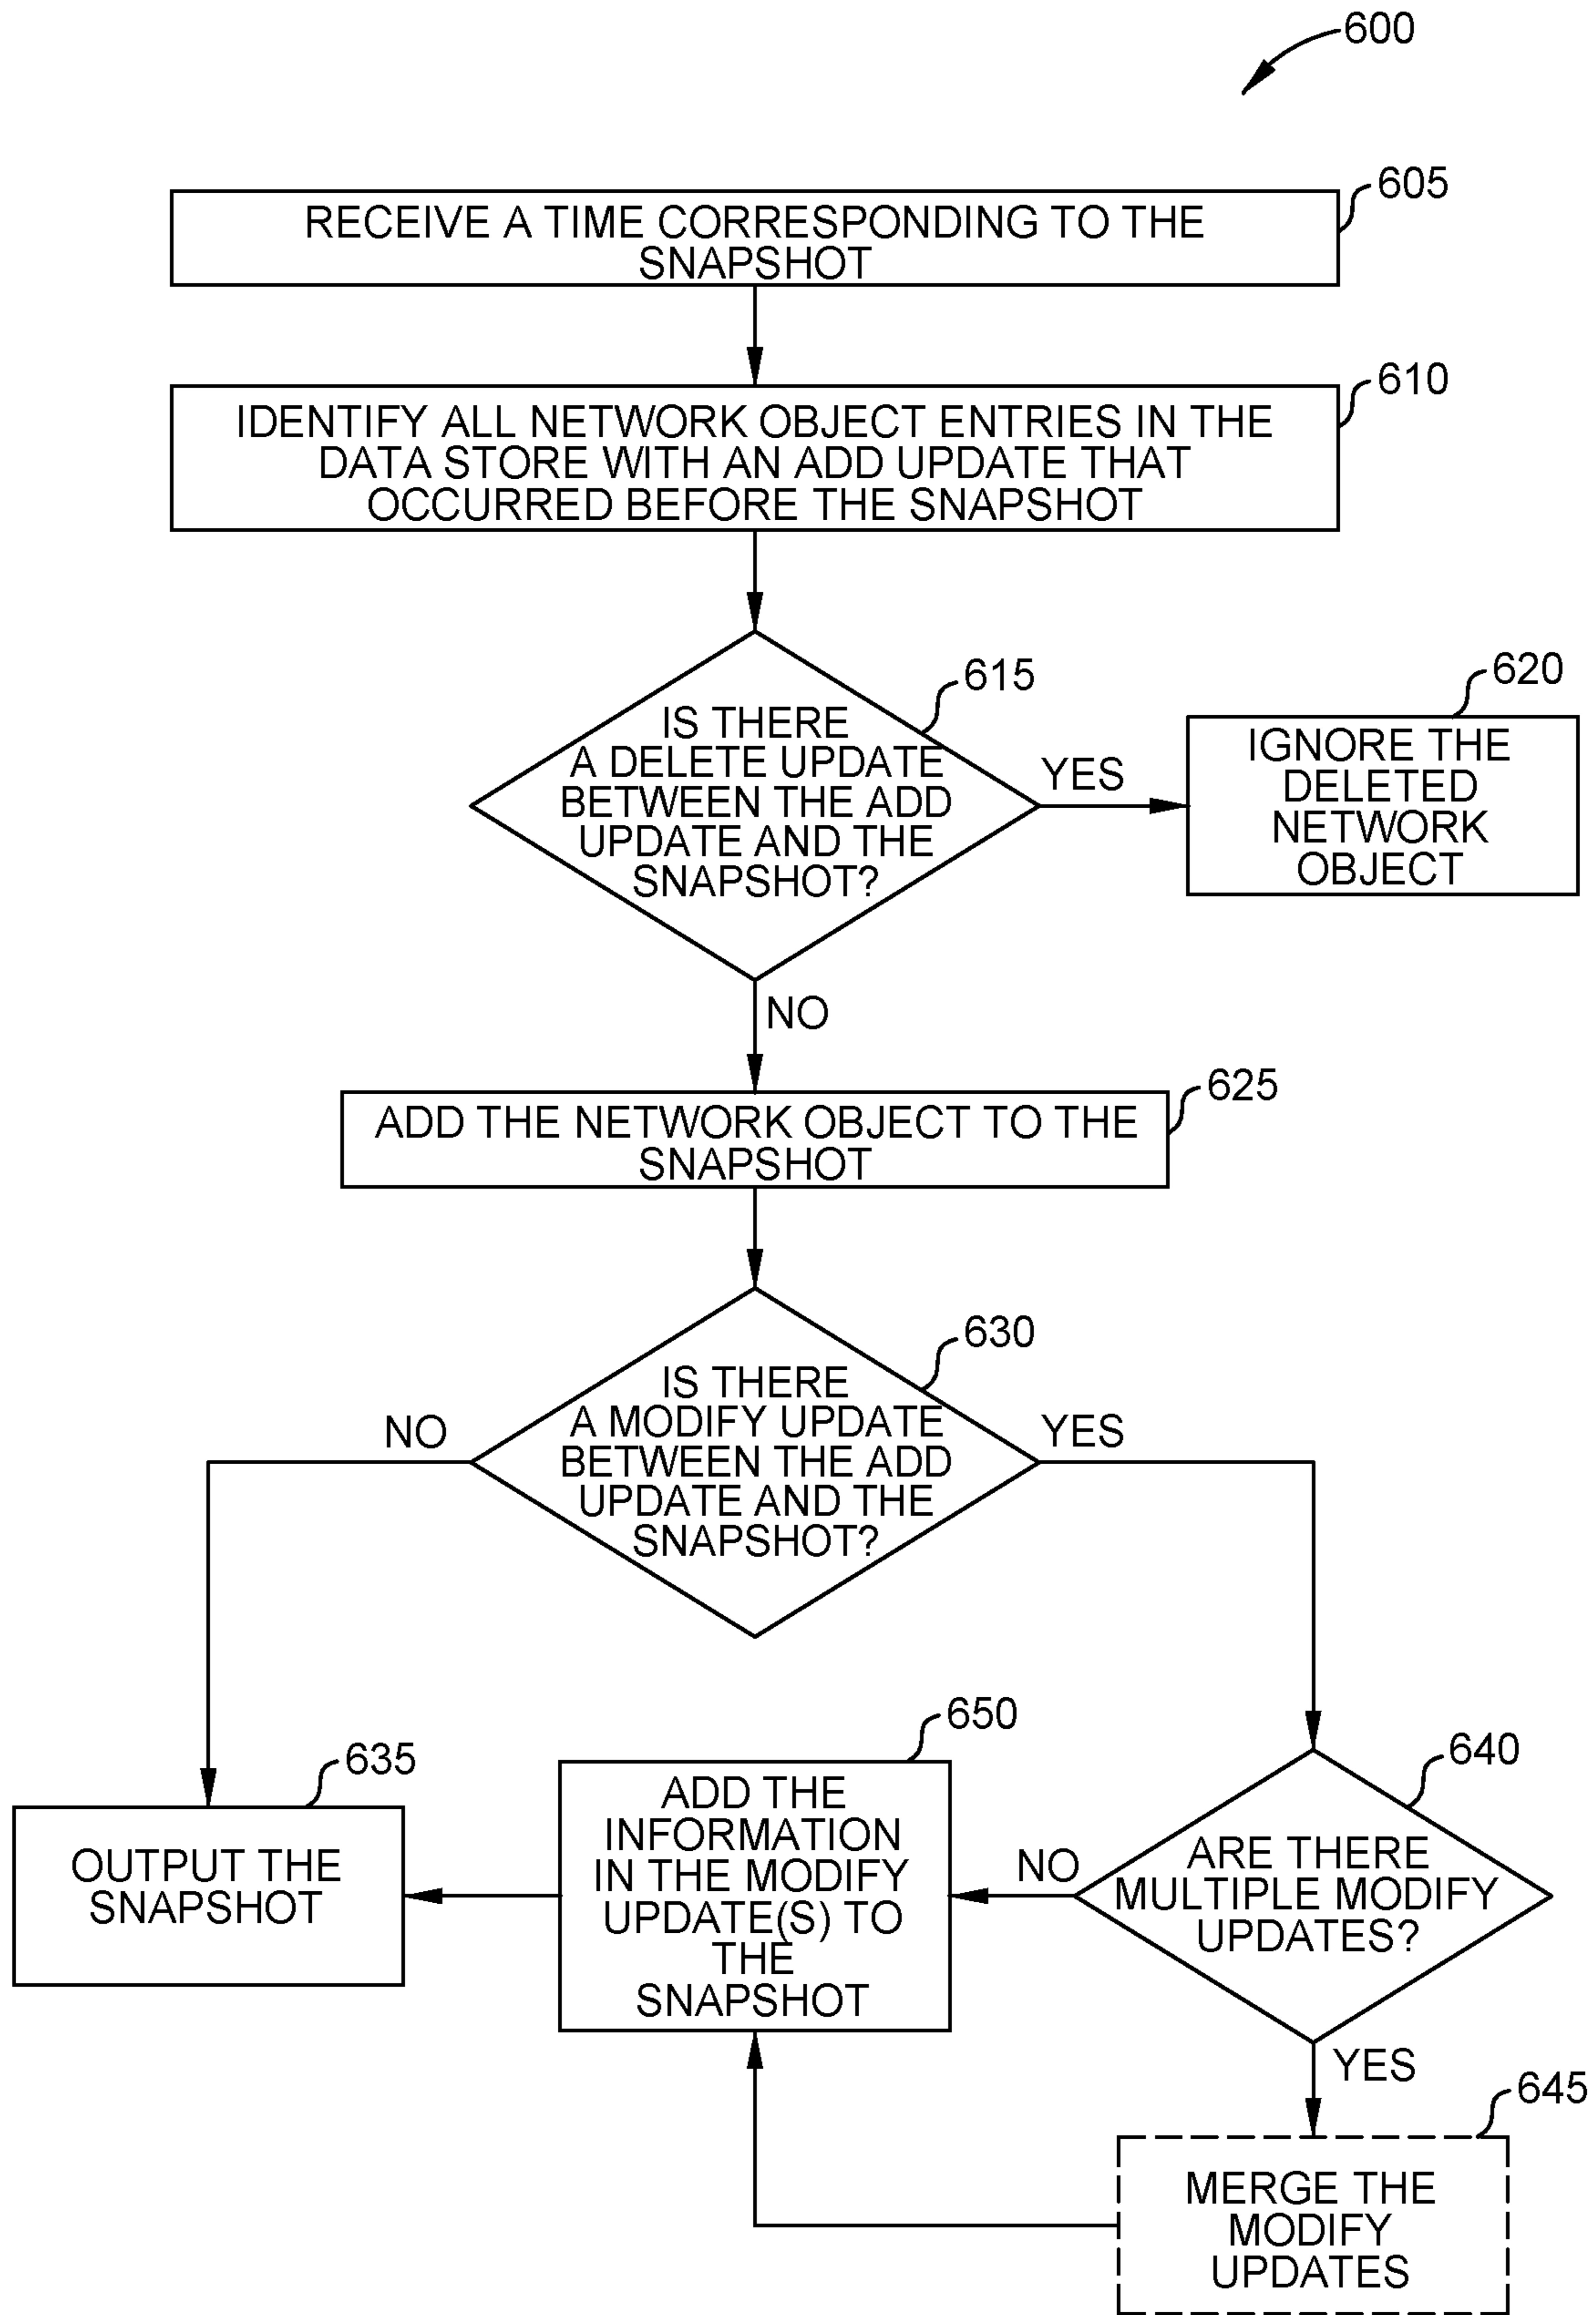 600
605
RECEIVE A TIME CORRESPONDING TO THE
SNAPSHOT
610
IDENTIFY ALL NETWORK OBJECT ENTRIES IN THE
DATA STORE WITH AN ADD UPDATE THAT
OCCURRED BEFORE THE SNAPSHOT
615
IS THERE
A DELETE UPDATE
BETWEEN THE ADD
UPDATE AND THE
SNAPSHOT?
YES
620
IGNORE THE
DELETED
NETWORK
OBJECT
NO
625
ADD THE NETWORK OBJECT TO THE
SNAPSHOT
630
IS THERE
A MODIFY UPDATE
BETWEEN THE ADD
UPDATE AND THE
SNAPSHOT?
NO
YES
635
OUTPUT THE
SNAPSHOT
650
ADD THE
INFORMATION
IN THE MODIFY
UPDATE(S) TO
THE
SNAPSHOT
NO
640
ARE THERE
MULTIPLE MODIFY
UPDATES?
YES
645
MERGE THE
MODIFY
UPDATES